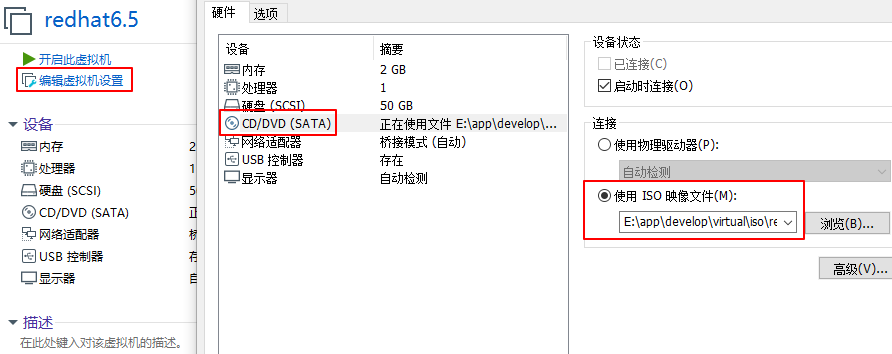 redhat6.5
开启此虚拟机
编辑虚拟机设置
设备
内存 2
处理器 1
硬盘 (SCSI) 50
CD/DVD (SATA) 正
网络适配器 桥
USB 控制器 存
显示器 自
描述
在此处键入对该虚拟机的描述。
硬件 选项
设备 摘要
内存 2 GB
处理器 1
硬盘 (SCSI) 50 GB
CD/DVD (SATA) 正在使用文件 E:\app\develop\...
网络适配器 桥接模式 (自动)
USB 控制器 存在
显示器 自动检测
设备状态
已连接(C)
启动时连接(O)
连接
使用物理驱动器(P):
自动检测
使用 ISO 映像文件(M):
E:\app\develop\virtual\iso\re
浏览(B)...
高级(V)...